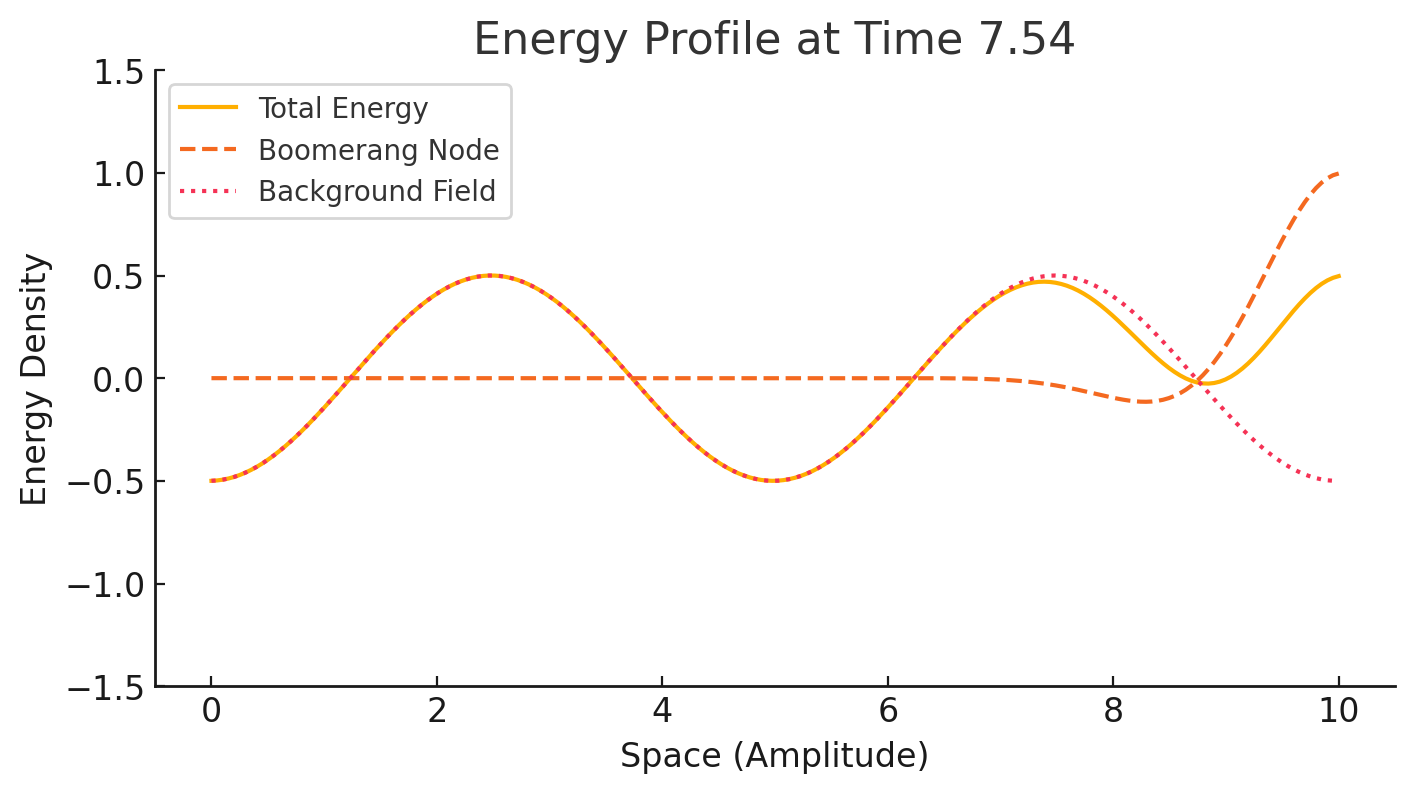 Energy Profile at Time 7.54
1.5
1.0
0.5
0.0
−0.5
−1.0
−1.5
Energy Density
Total Energy
Boomerang Node
Background Field
0 2 4 6 8 10
Space (Amplitude)